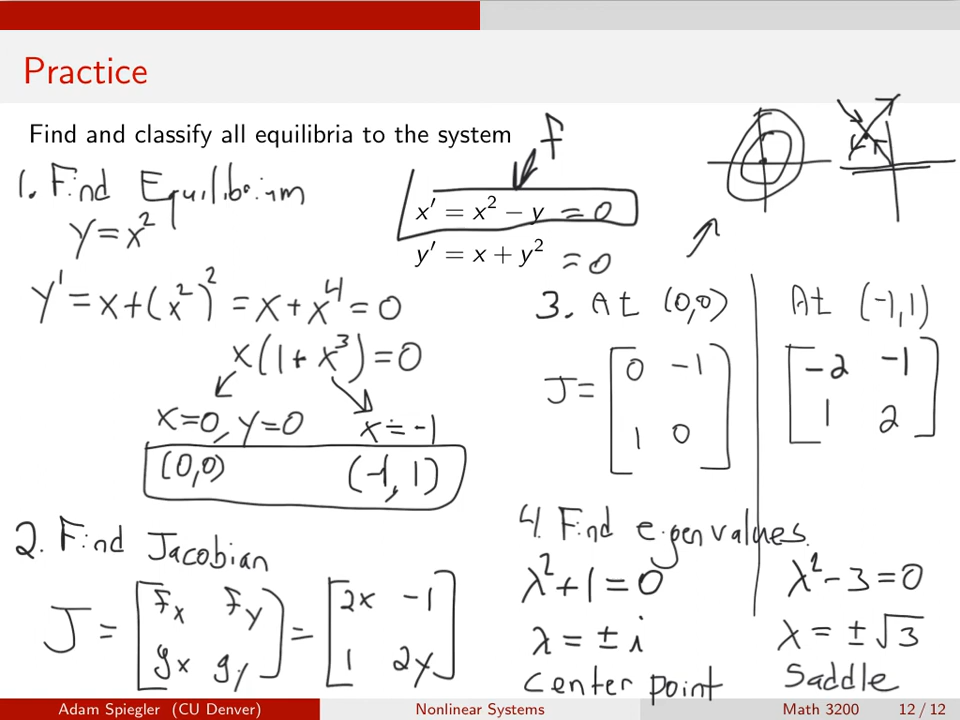 Practice
Find and classify all equilibria to the system
f
x′ = x² − y = 0
y′ = x + y² = 0
1. Find Equilibrium
y = x²
y' = x + (x²)² = x + x⁴ = 0
x(1 + x³) = 0
x=0, y=0 x = -1
(0,0) (-1, 1)
2. Find Jacobian
J = [fx fy
gx gy] = [2x -1
1 2y]
3. At (0,0)
J = [0 -1
1 0]
At (-1, 1)
[-2 -1
1 2]
4. Find eigenvalues.
λ² + 1 = 0
λ = ± i
center point
λ² - 3 = 0
λ = ± √3
Saddle
Adam Spiegler (CU Denver) Nonlinear Systems Math 3200 12 / 12